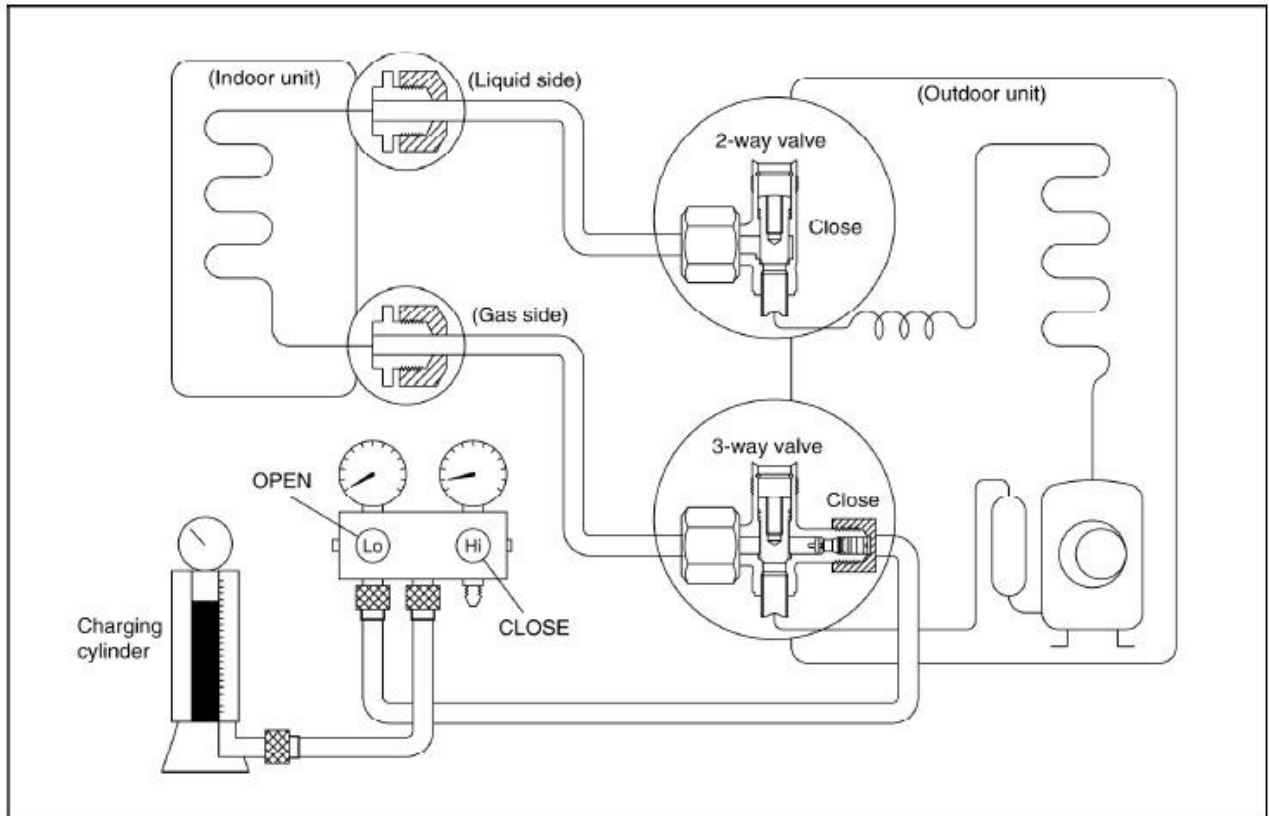 (Indoor unit)
(Liquid side)
(Outdoor unit)
2-way valve
Close
(Gas side)
3-way valve
Close
OPEN
Lo
Hi
CLOSE
Charging
cylinder